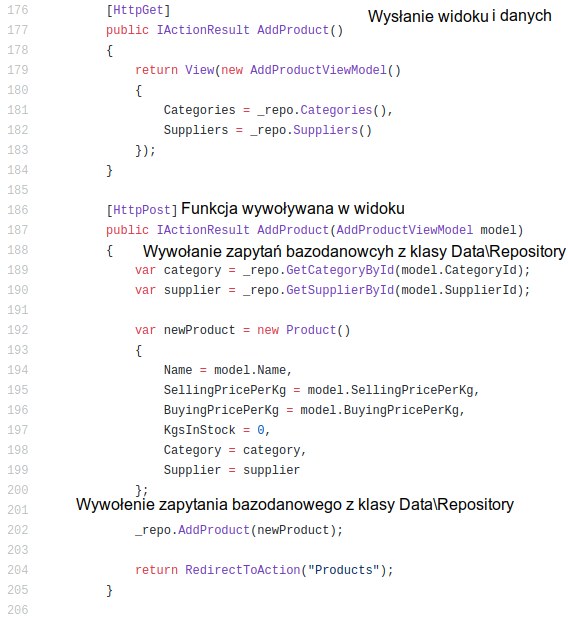 176 [HttpGet] Wysłanie widoku i danych
177 public IActionResult AddProduct()
178 {
179 return View(new AddProductViewModel()
180 {
181 Categories = _repo.Categories(),
182 Suppliers = _repo.Suppliers()
183 });
184 }
185
186 [HttpPost] Funkcja wywoływana w widoku
187 public IActionResult AddProduct(AddProductViewModel model)
188 { Wywołanie zapytań bazodanowcyh z klasy Data\Repository
189 var category = _repo.GetCategoryById(model.CategoryId);
190 var supplier = _repo.GetSupplierById(model.SupplierId);
191
192 var newProduct = new Product()
193 {
194 Name = model.Name,
195 SellingPricePerKg = model.SellingPricePerKg,
196 BuyingPricePerKg = model.BuyingPricePerKg,
197 KgsInStock = 0,
198 Category = category,
199 Supplier = supplier
200 };
201 Wywołenie zapytania bazodanowego z klasy Data\Repository
202 _repo.AddProduct(newProduct);
203
204 return RedirectToAction("Products");
205 }
206